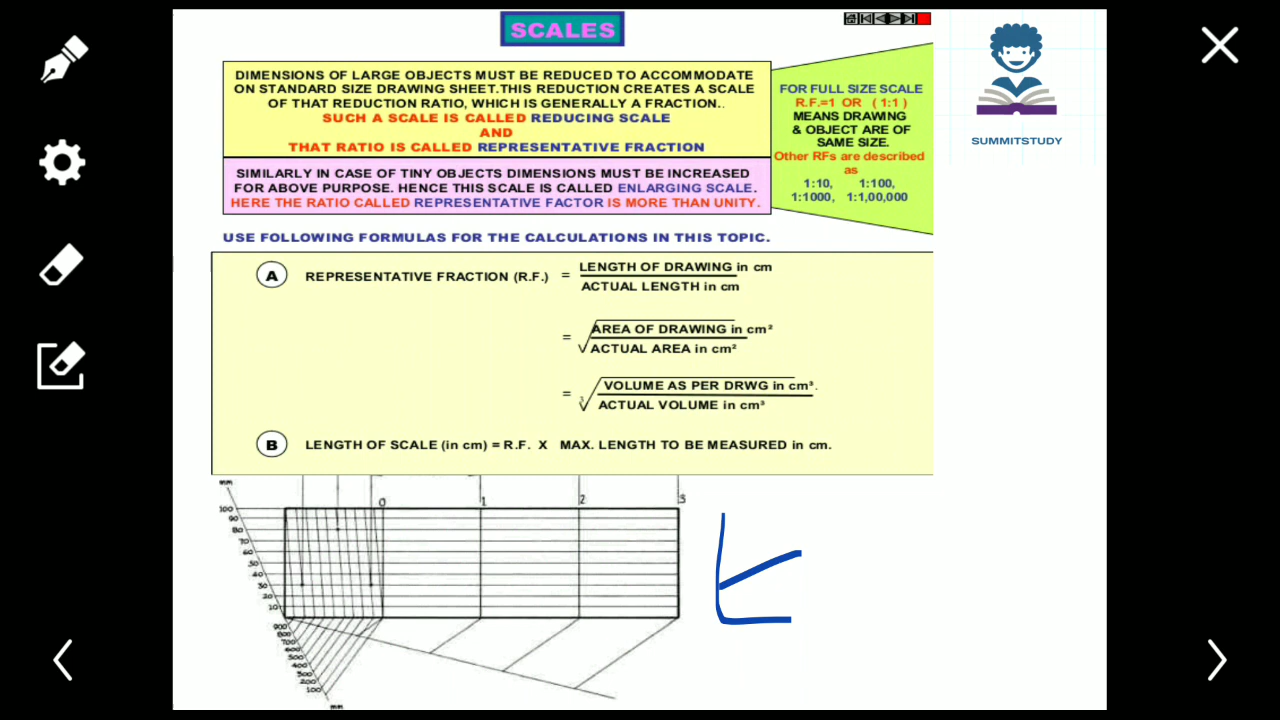 SCALES
DIMENSIONS OF LARGE OBJECTS MUST BE REDUCED TO ACCOMMODATE
ON STANDARD SIZE DRAWING SHEET.THIS REDUCTION CREATES A SCALE
OF THAT REDUCTION RATIO, WHICH IS GENERALLY A FRACTION..
SUCH A SCALE IS CALLED REDUCING SCALE
AND
THAT RATIO IS CALLED REPRESENTATIVE FRACTION
SIMILARLY IN CASE OF TINY OBJECTS DIMENSIONS MUST BE INCREASED
FOR ABOVE PURPOSE. HENCE THIS SCALE IS CALLED ENLARGING SCALE.
HERE THE RATIO CALLED REPRESENTATIVE FACTOR IS MORE THAN UNITY.
FOR FULL SIZE SCALE
R.F.=1 OR ( 1:1 )
MEANS DRAWING
& OBJECT ARE OF
SAME SIZE.
Other RFs are described
as
1:10, 1:100,
1:1000, 1:1,00,000
SUMMITSTUDY
USE FOLLOWING FORMULAS FOR THE CALCULATIONS IN THIS TOPIC.
A REPRESENTATIVE FRACTION (R.F.) = LENGTH OF DRAWING in cm
ACTUAL LENGTH in cm
= √ AREA OF DRAWING in cm²
ACTUAL AREA in cm²
= 3√ VOLUME AS PER DRWG in cm³.
ACTUAL VOLUME in cm³
B LENGTH OF SCALE (in cm) = R.F. X MAX. LENGTH TO BE MEASURED in cm.
mm
0 1 2 3
100
90
80
70
60
50
40
30
20
10
900
800
700
600
500
400
300
200
100
mm